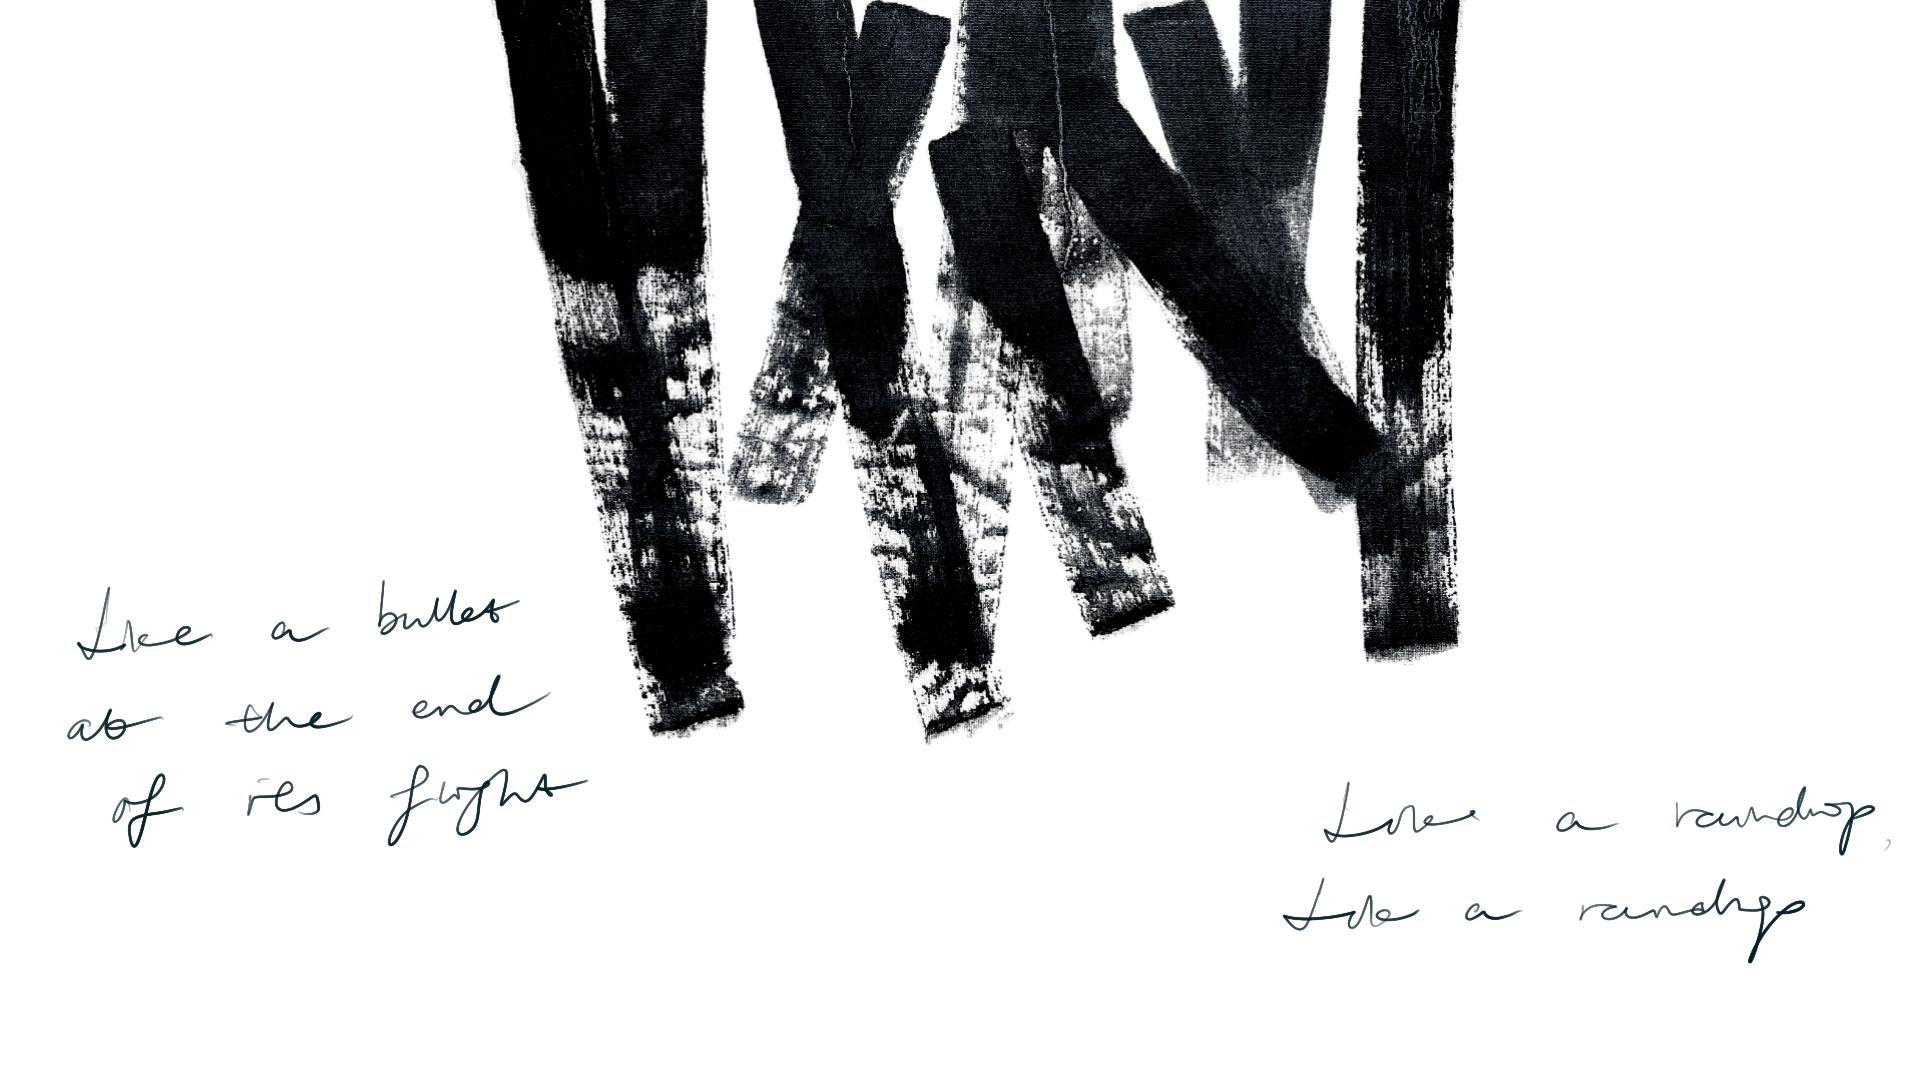 Like a bullet
at the end
of its flight
Like a raindrop,
Like a raindrop